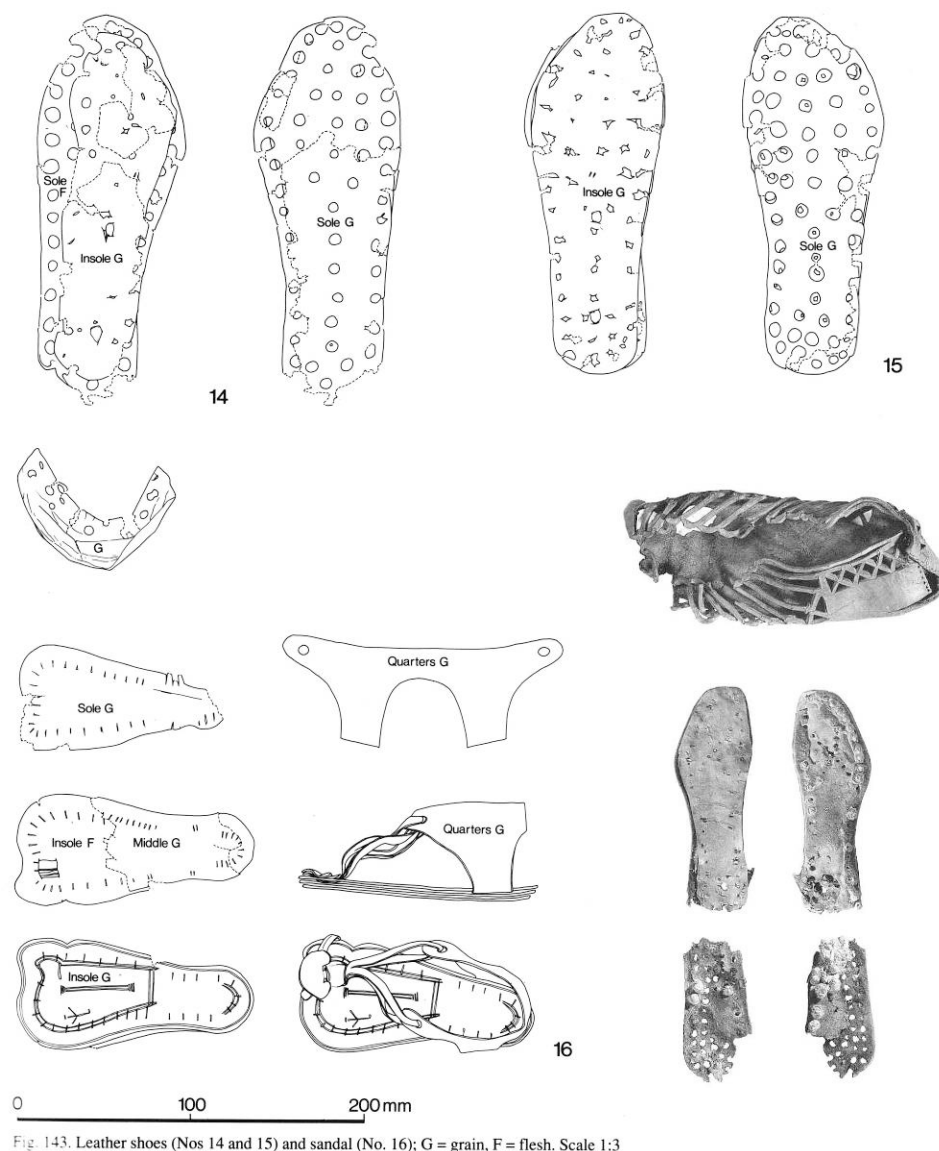 Sole
F
Insole G
Sole G
14
Insole G
Sole G
15
G
Sole G
Quarters G
Insole F
Middle G
Quarters G
Insole G
16
0
100
200 mm
Fig. 143. Leather shoes (Nos 14 and 15) and sandal (No. 16); G = grain, F = flesh. Scale 1:3